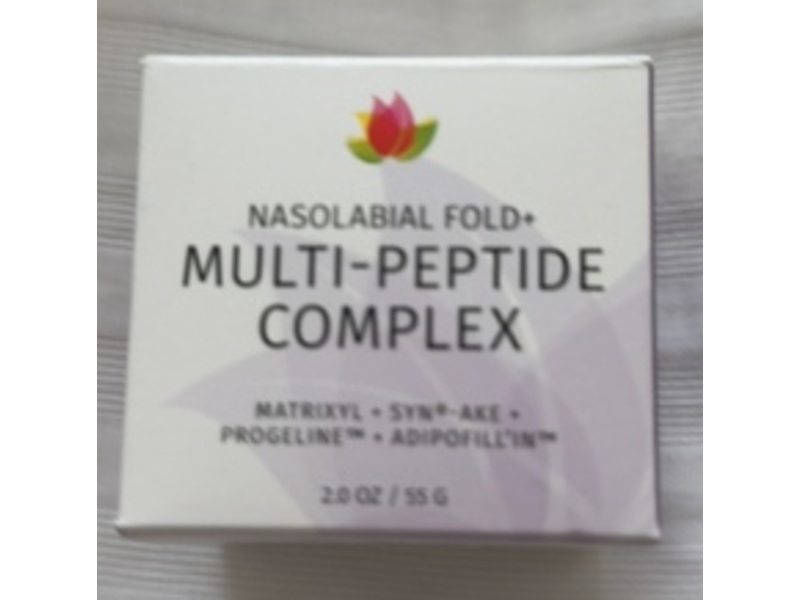 NASOLABIAL FOLD+
MULTI-PEPTIDE
COMPLEX
MATRIXYL + SYN®-AKE +
PROGELINE™ + ADIPOFILL'IN™
2.0 OZ / 55 G